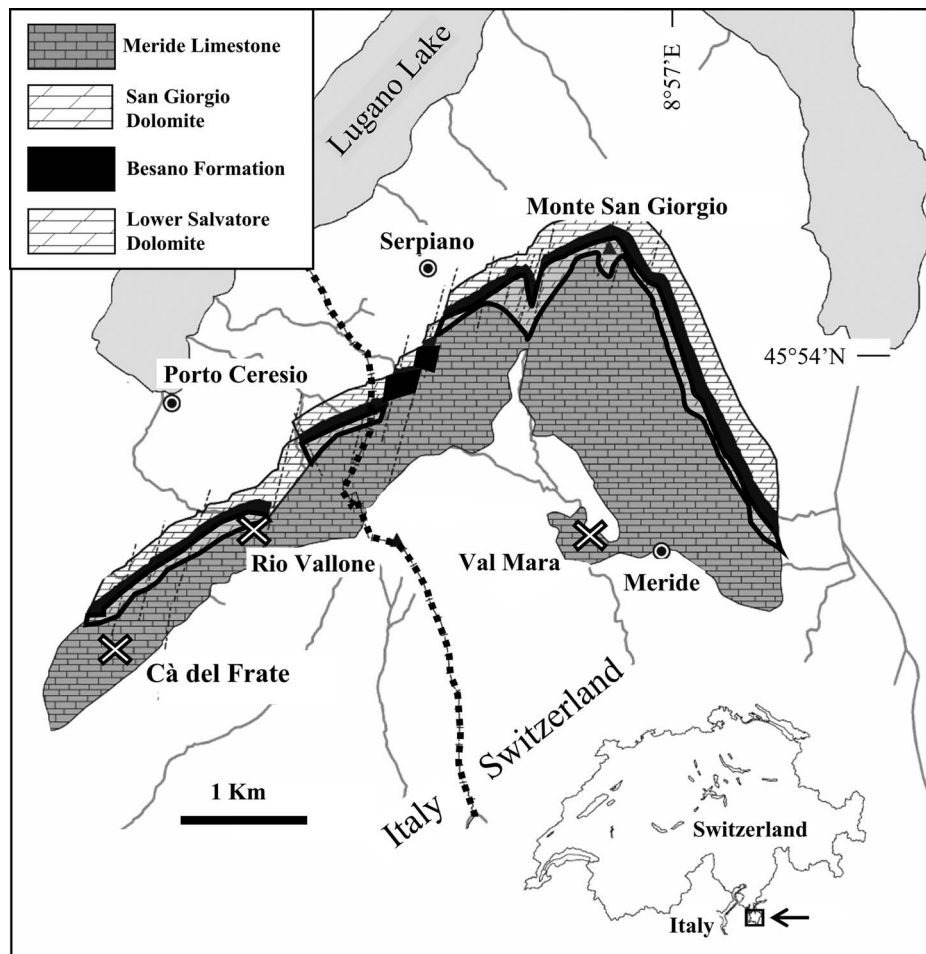 Meride Limestone
San Giorgio
Dolomite
Besano Formation
Lower Salvatore
Dolomite
Lugano Lake
8°57’E
Monte San Giorgio
Serpiano
45°54’N
Porto Ceresio
Rio Vallone
Val Mara
Meride
Cà del Frate
Switzerland
Italy
1 Km
Switzerland
Italy